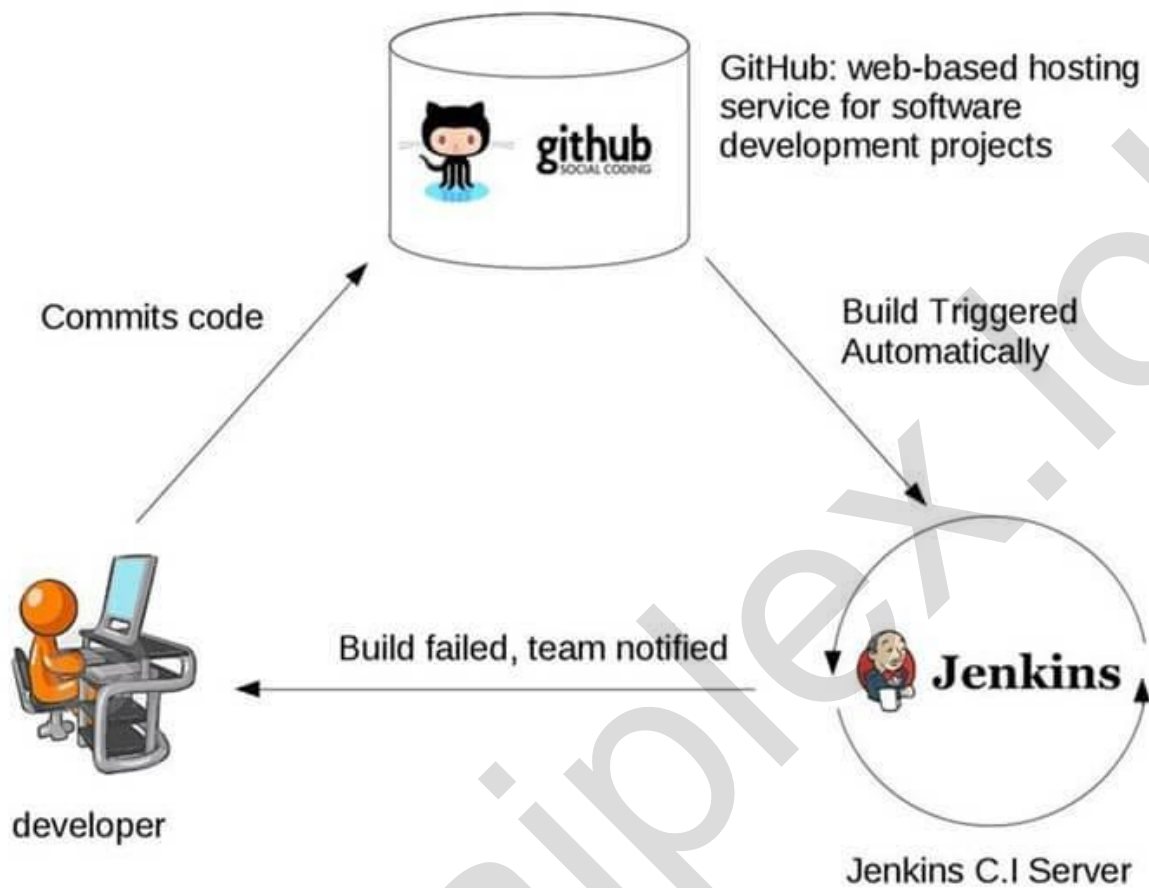 GitHub: web-based hosting
service for software
development projects
github
SOCIAL CODING
Commits code
Build Triggered
Automatically
Build failed, team notified
Jenkins
developer
Jenkins C.I Server